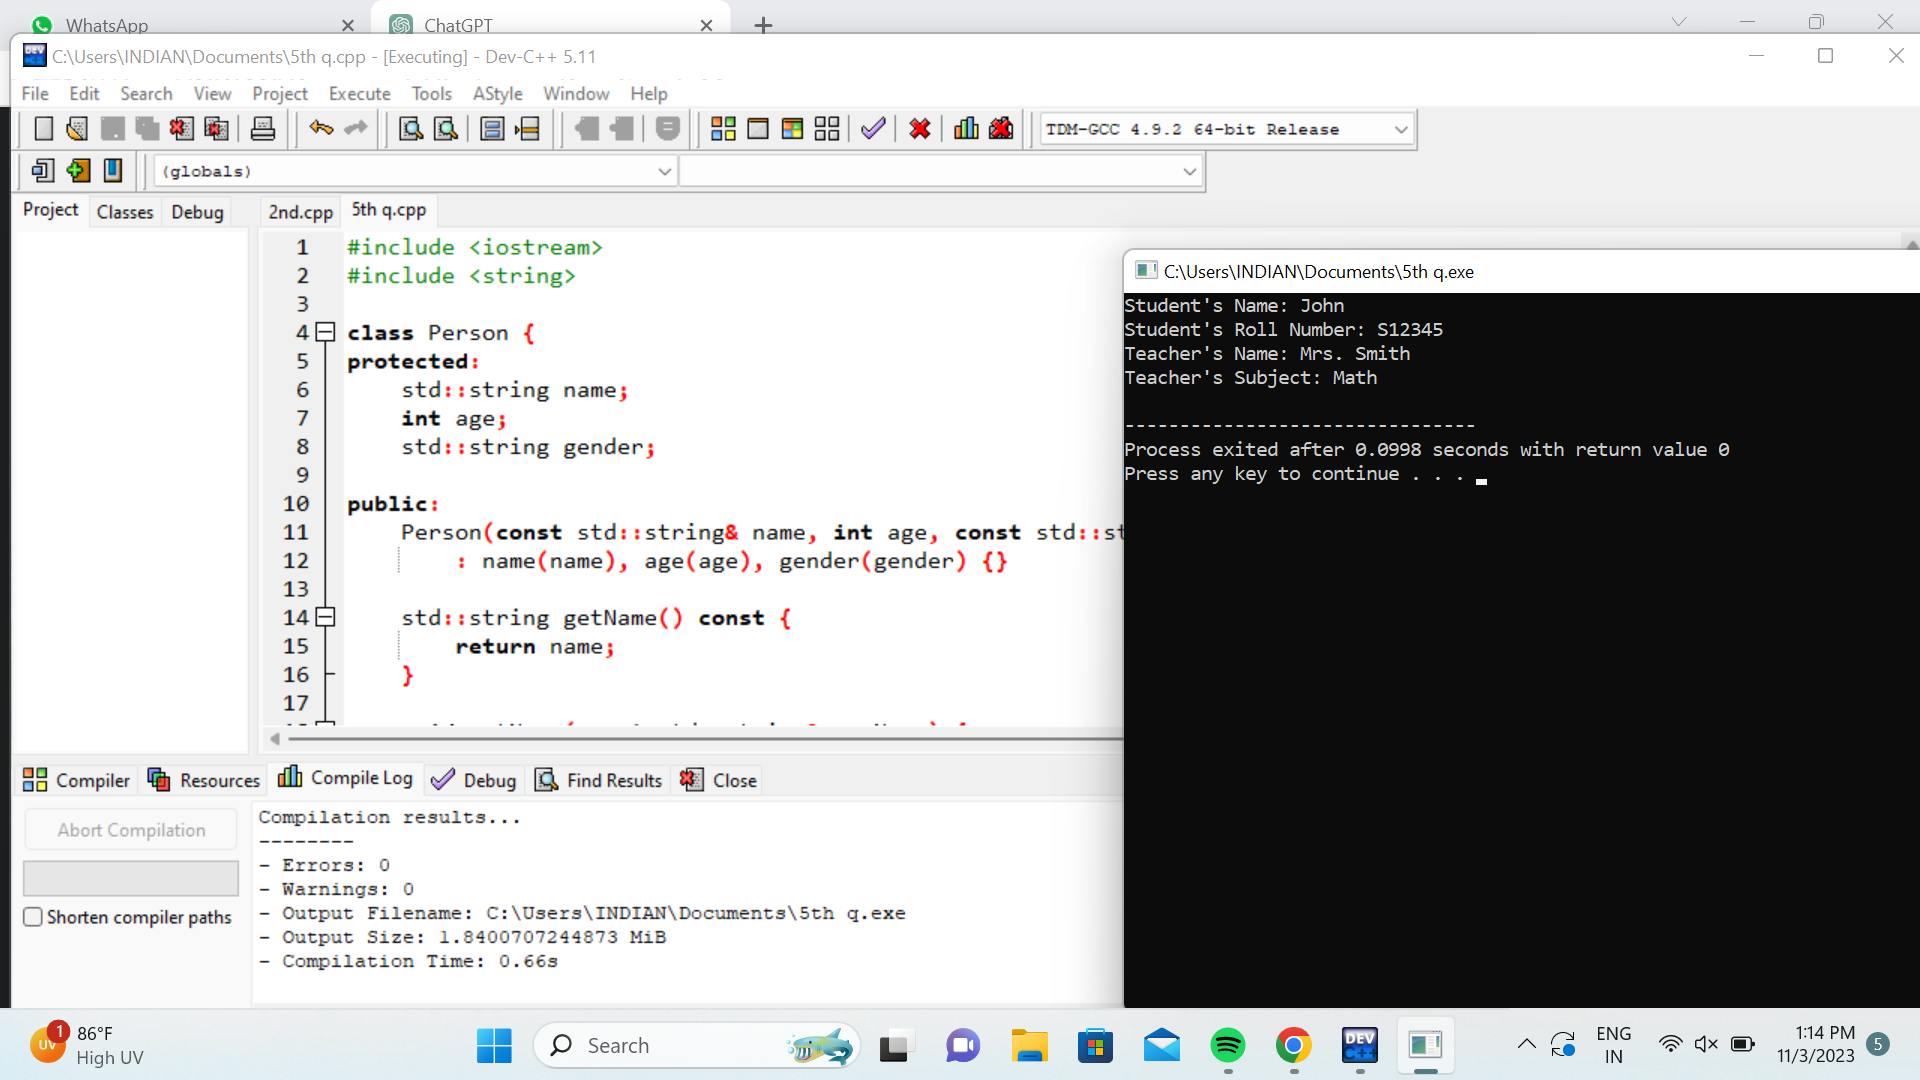 WhatsApp
ChatGPT
C:\Users\INDIAN\Documents\5th q.cpp - [Executing] - Dev-C++ 5.11
File Edit Search View Project Execute Tools AStyle Window Help
TDM-GCC 4.9.2 64-bit Release
(globals)
Project Classes Debug
2nd.cpp 5th q.cpp
1 #include <iostream>
2 #include <string>
3
4 class Person {
5 protected:
6 std::string name;
7 int age;
8 std::string gender;
9
10 public:
11 Person(const std::string& name, int age, const std::st
12 : name(name), age(age), gender(gender) {}
13
14 std::string getName() const {
15 return name;
16 }
17
C:\Users\INDIAN\Documents\5th q.exe
Student's Name: John
Student's Roll Number: S12345
Teacher's Name: Mrs. Smith
Teacher's Subject: Math
--------------------------------
Process exited after 0.0998 seconds with return value 0
Press any key to continue . . .
Compiler Resources Compile Log Debug Find Results Close
Abort Compilation
Shorten compiler paths
Compilation results...
--------
- Errors: 0
- Warnings: 0
- Output Filename: C:\Users\INDIAN\Documents\5th q.exe
- Output Size: 1.8400707244873 MiB
- Compilation Time: 0.66s
UV
1
86°F
High UV
Search
DEV
C++
ENG
IN
1:14 PM
11/3/2023
5